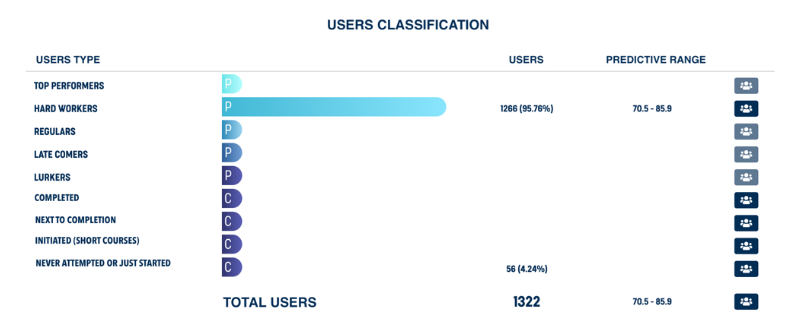 USERS CLASSIFICATION
USERS TYPE USERS PREDICTIVE RANGE
TOP PERFORMERS P
HARD WORKERS P 1266 (95.76%) 70.5 - 85.9
REGULARS P
LATE COMERS P
LURKERS P
COMPLETED C
NEXT TO COMPLETION C
INITIATED (SHORT COURSES) C
NEVER ATTEMPTED OR JUST STARTED C 56 (4.24%)
TOTAL USERS 1322 70.5 - 85.9